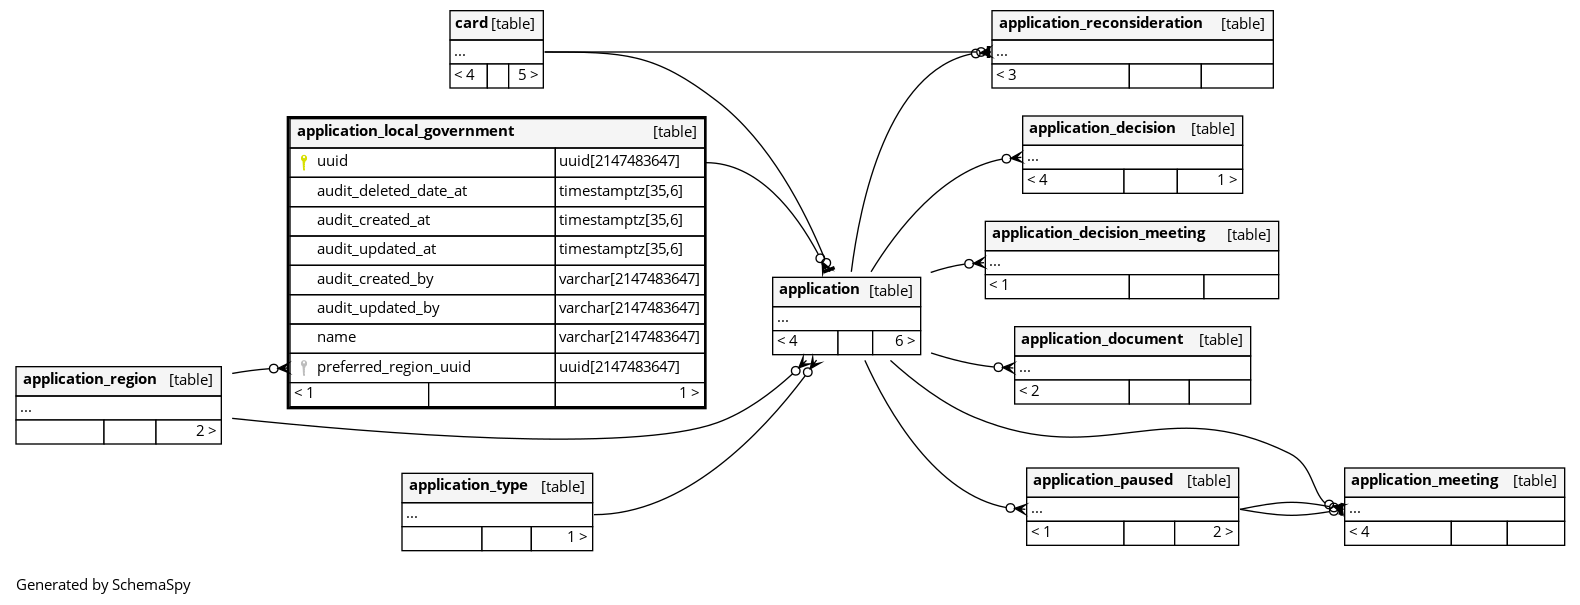 card [table]
...
< 4 5 >
application_reconsideration [table]
...
< 3
application_local_government [table]
uuid uuid[2147483647]
audit_deleted_date_at timestamptz[35,6]
audit_created_at timestamptz[35,6]
audit_updated_at timestamptz[35,6]
audit_created_by varchar[2147483647]
audit_updated_by varchar[2147483647]
name varchar[2147483647]
preferred_region_uuid uuid[2147483647]
< 1 1 >
application_decision [table]
...
< 4 1 >
application_decision_meeting [table]
...
< 1
application [table]
...
< 4 6 >
application_document [table]
...
< 2
application_region [table]
...
2 >
application_type [table]
...
1 >
application_paused [table]
...
< 1 2 >
application_meeting [table]
...
< 4
Generated by SchemaSpy